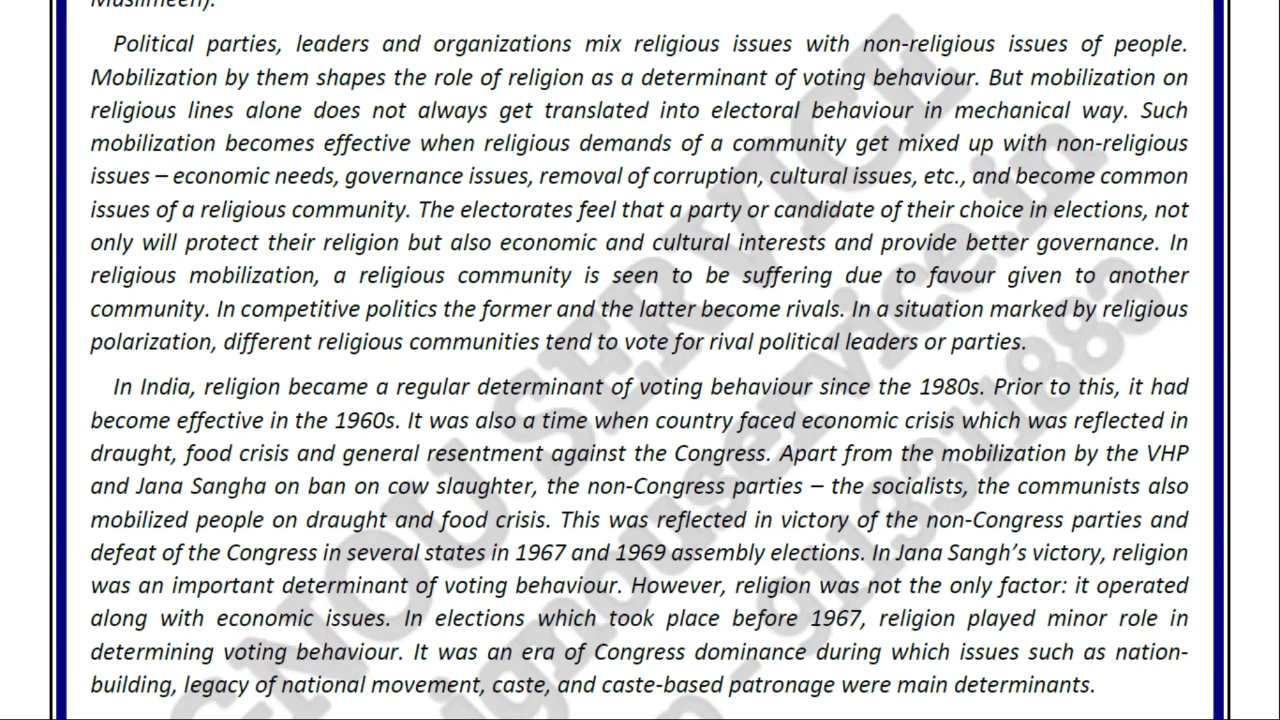 Muslimeen).
Political parties, leaders and organizations mix religious issues with non-religious issues of people.
Mobilization by them shapes the role of religion as a determinant of voting behaviour. But mobilization on
religious lines alone does not always get translated into electoral behaviour in mechanical way. Such
mobilization becomes effective when religious demands of a community get mixed up with non-religious
issues – economic needs, governance issues, removal of corruption, cultural issues, etc., and become common
issues of a religious community. The electorates feel that a party or candidate of their choice in elections, not
only will protect their religion but also economic and cultural interests and provide better governance. In
religious mobilization, a religious community is seen to be suffering due to favour given to another
community. In competitive politics the former and the latter become rivals. In a situation marked by religious
polarization, different religious communities tend to vote for rival political leaders or parties.
In India, religion became a regular determinant of voting behaviour since the 1980s. Prior to this, it had
become effective in the 1960s. It was also a time when country faced economic crisis which was reflected in
draught, food crisis and general resentment against the Congress. Apart from the mobilization by the VHP
and Jana Sangha on ban on cow slaughter, the non-Congress parties – the socialists, the communists also
mobilized people on draught and food crisis. This was reflected in victory of the non-Congress parties and
defeat of the Congress in several states in 1967 and 1969 assembly elections. In Jana Sangh's victory, religion
was an important determinant of voting behaviour. However, religion was not the only factor: it operated
along with economic issues. In elections which took place before 1967, religion played minor role in
determining voting behaviour. It was an era of Congress dominance during which issues such as nation-
building, legacy of national movement, caste, and caste-based patronage were main determinants.
GNOU SERVICE
ignouservice.in
9113311883